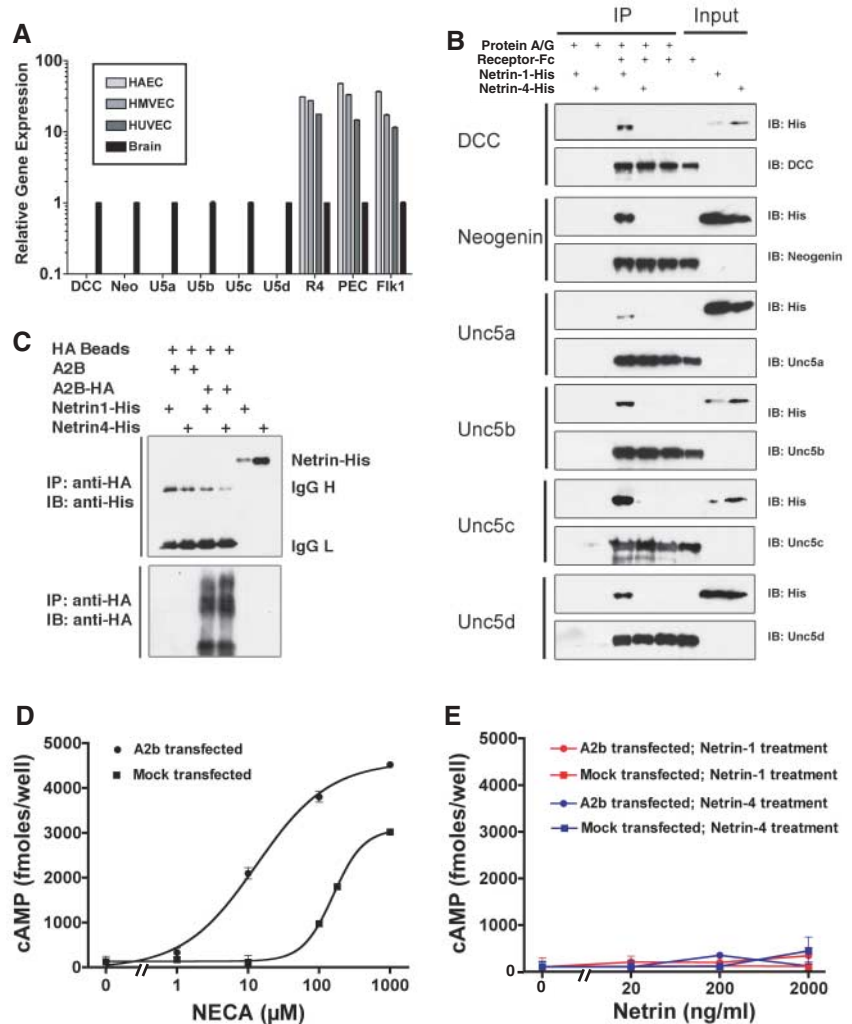 A
100
10
1
0.1
Relative Gene Expression
HAEC
HMVEC
HUVEC
Brain
DCC Neo U5a U5b U5c U5d R4 PEC Flk1
B
IP Input
Protein A/G + + + + +
Receptor-Fc + + + +
Netrin-1-His + + +
Netrin-4-His + + +
DCC
IB: His
IB: DCC
Neogenin
IB: His
IB: Neogenin
Unc5a
IB: His
IB: Unc5a
Unc5b
IB: His
IB: Unc5b
Unc5c
IB: His
IB: Unc5c
Unc5d
IB: His
IB: Unc5d
C
HA Beads + + + +
A2B + +
A2B-HA + +
Netrin1-His + + +
Netrin4-His + + +
IP: anti-HA
IB: anti-His
Netrin-His
IgG H
IgG L
IP: anti-HA
IB: anti-HA
D
A2b transfected
Mock transfected
5000
4000
3000
2000
1000
0
cAMP (fmoles/well)
0 // 1 10 100 1000
NECA (µM)
E
A2b transfected; Netrin-1 treatment
Mock transfected; Netrin-1 treatment
A2b transfected; Netrin-4 treatment
Mock transfected; Netrin-4 treatment
5000
4000
3000
2000
1000
0
cAMP (fmoles/well)
0 // 20 200 2000
Netrin (ng/ml)